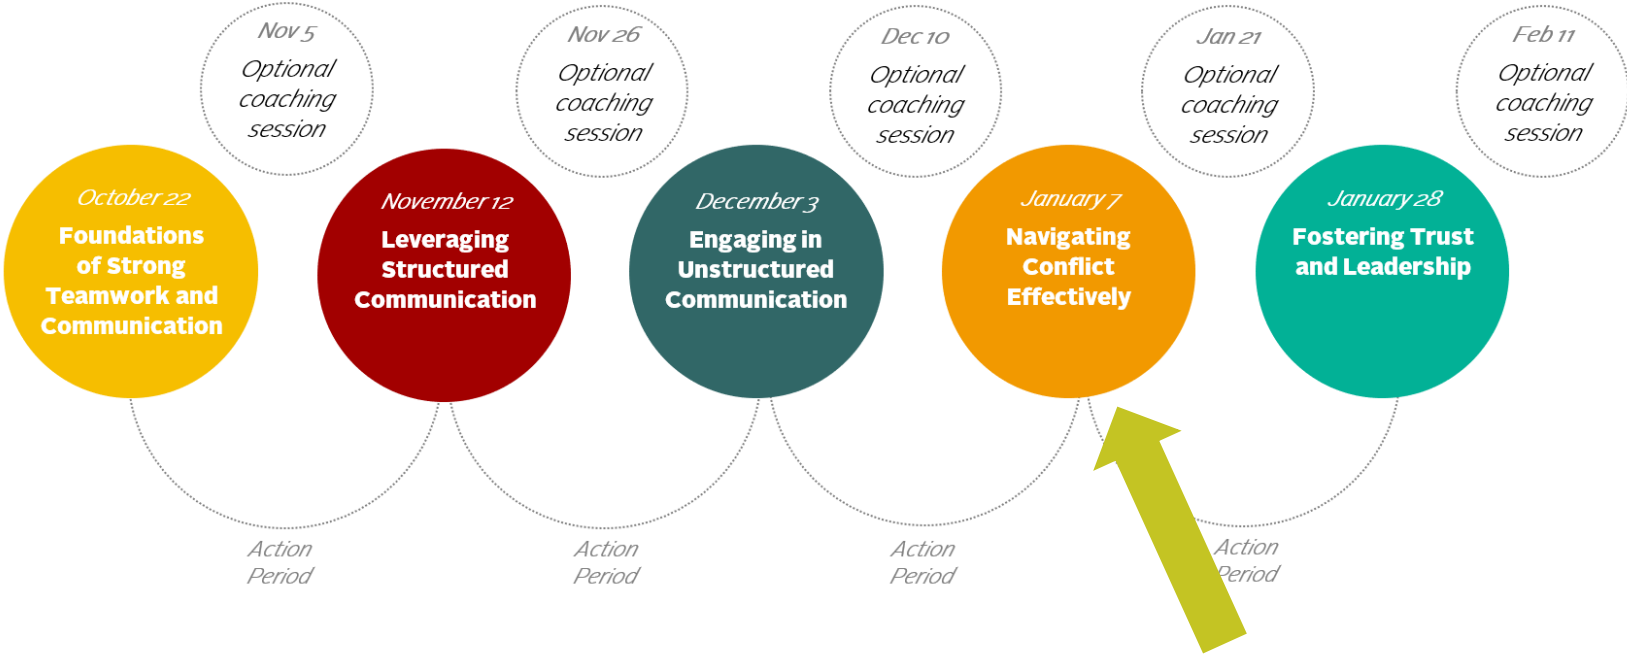 Nov 5
Optional
coaching
session
Nov 26
Optional
coaching
session
Dec 10
Optional
coaching
session
Jan 21
Optional
coaching
session
Feb 11
Optional
coaching
session
October 22
Foundations
of Strong
Teamwork and
Communication
November 12
Leveraging
Structured
Communication
December 3
Engaging in
Unstructured
Communication
January 7
Navigating
Conflict
Effectively
January 28
Fostering Trust
and Leadership
Action
Period
Action
Period
Action
Period
Action
Period